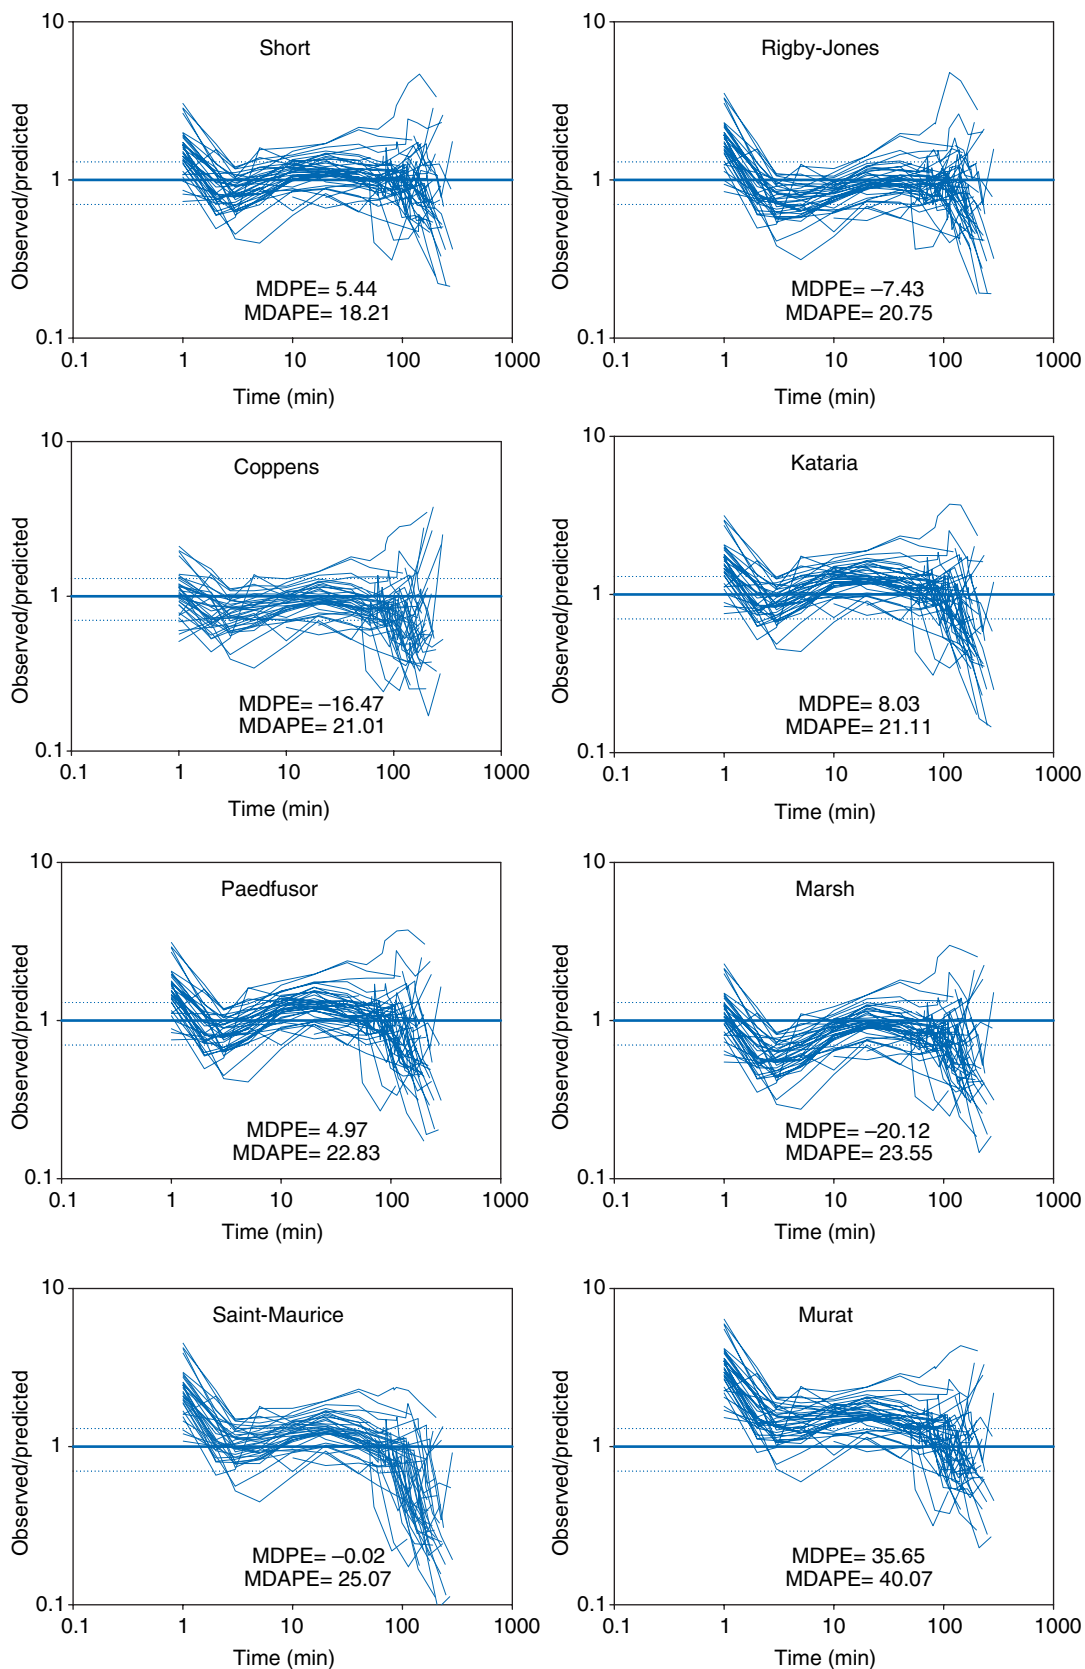 10
Short
Observed/predicted
1
MDPE= 5.44
MDAPE= 18.21
0.1
0.1 1 10 100 1000
Time (min)
10
Rigby-Jones
Observed/predicted
1
MDPE= –7.43
MDAPE= 20.75
0.1
0.1 1 10 100 1000
Time (min)
10
Coppens
Observed/predicted
1
MDPE= –16.47
MDAPE= 21.01
0.1
0.1 1 10 100 1000
Time (min)
10
Kataria
Observed/predicted
1
MDPE= 8.03
MDAPE= 21.11
0.1
0.1 1 10 100 1000
Time (min)
10
Paedfusor
Observed/predicted
1
MDPE= 4.97
MDAPE= 22.83
0.1
0.1 1 10 100 1000
Time (min)
10
Marsh
Observed/predicted
1
MDPE= –20.12
MDAPE= 23.55
0.1
0.1 1 10 100 1000
Time (min)
10
Saint-Maurice
Observed/predicted
1
MDPE= –0.02
MDAPE= 25.07
0.1
0.1 1 10 100 1000
Time (min)
10
Murat
Observed/predicted
1
MDPE= 35.65
MDAPE= 40.07
0.1
0.1 1 10 100 1000
Time (min)